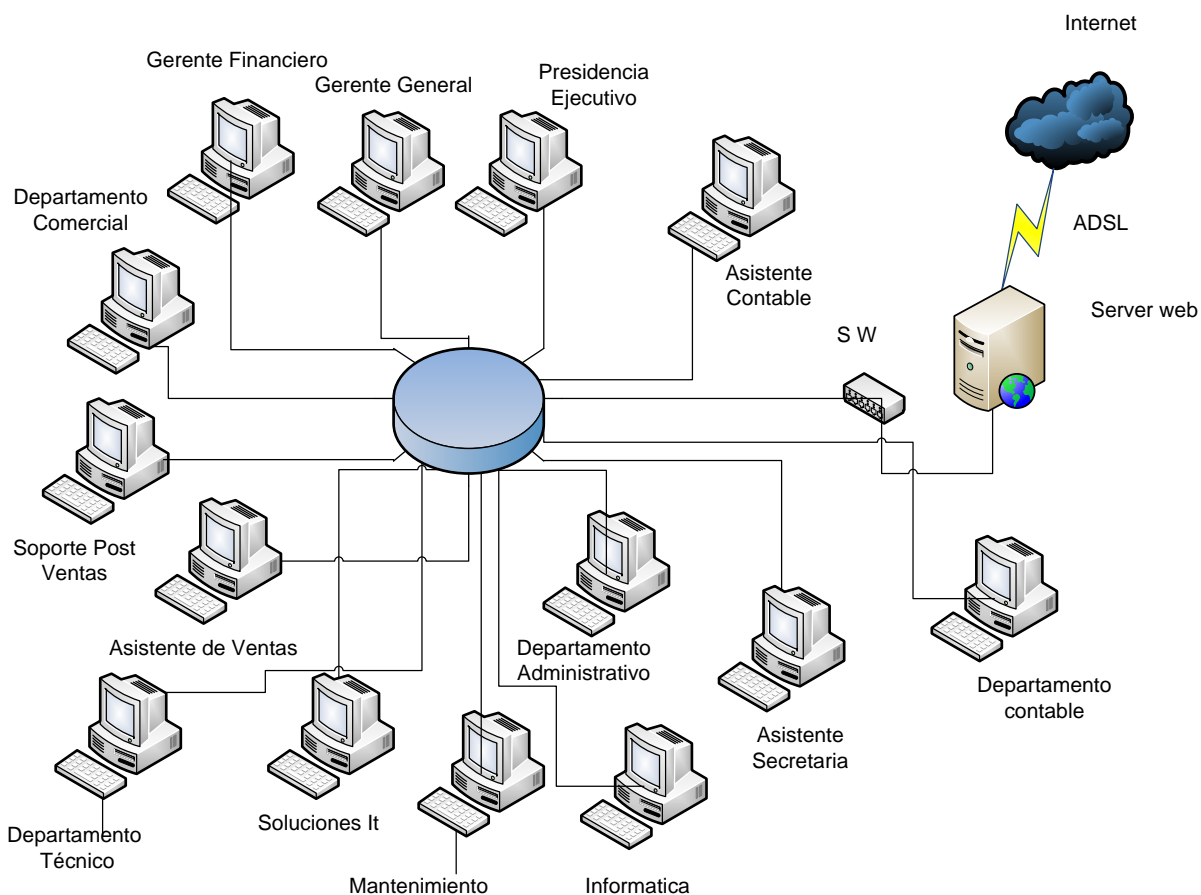 Internet
Gerente Financiero
Gerente General
Presidencia
Ejecutivo
Departamento
Comercial
ADSL
Asistente
Contable
Server web
S W
Soporte Post
Ventas
Asistente de Ventas
Departamento
Administrativo
Departamento
contable
Asistente
Secretaria
Soluciones It
Departamento
Técnico
Mantenimiento
Informatica